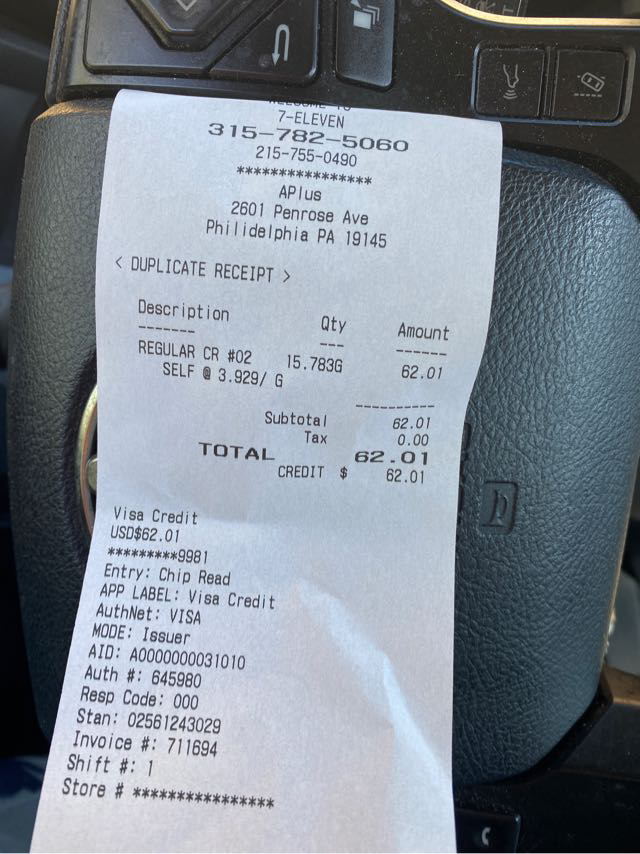 WELCOME TO
7-ELEVEN
315-782-5060
215-755-0490
****************
APlus
2601 Penrose Ave
Philidelphia PA 19145
< DUPLICATE RECEIPT >
Description Qty Amount
------- --- ------
REGULAR CR #02 15.783G 62.01
SELF @ 3.929/ G
----------
Subtotal 62.01
Tax 0.00
TOTAL 62.01
CREDIT $ 62.01
Visa Credit
USD$62.01
*********9981
Entry: Chip Read
APP LABEL: Visa Credit
AuthNet: VISA
MODE: Issuer
AID: A0000000031010
Auth #: 645980
Resp Code: 000
Stan: 02561243029
Invoice #: 711694
Shift #: 1
Store # ****************